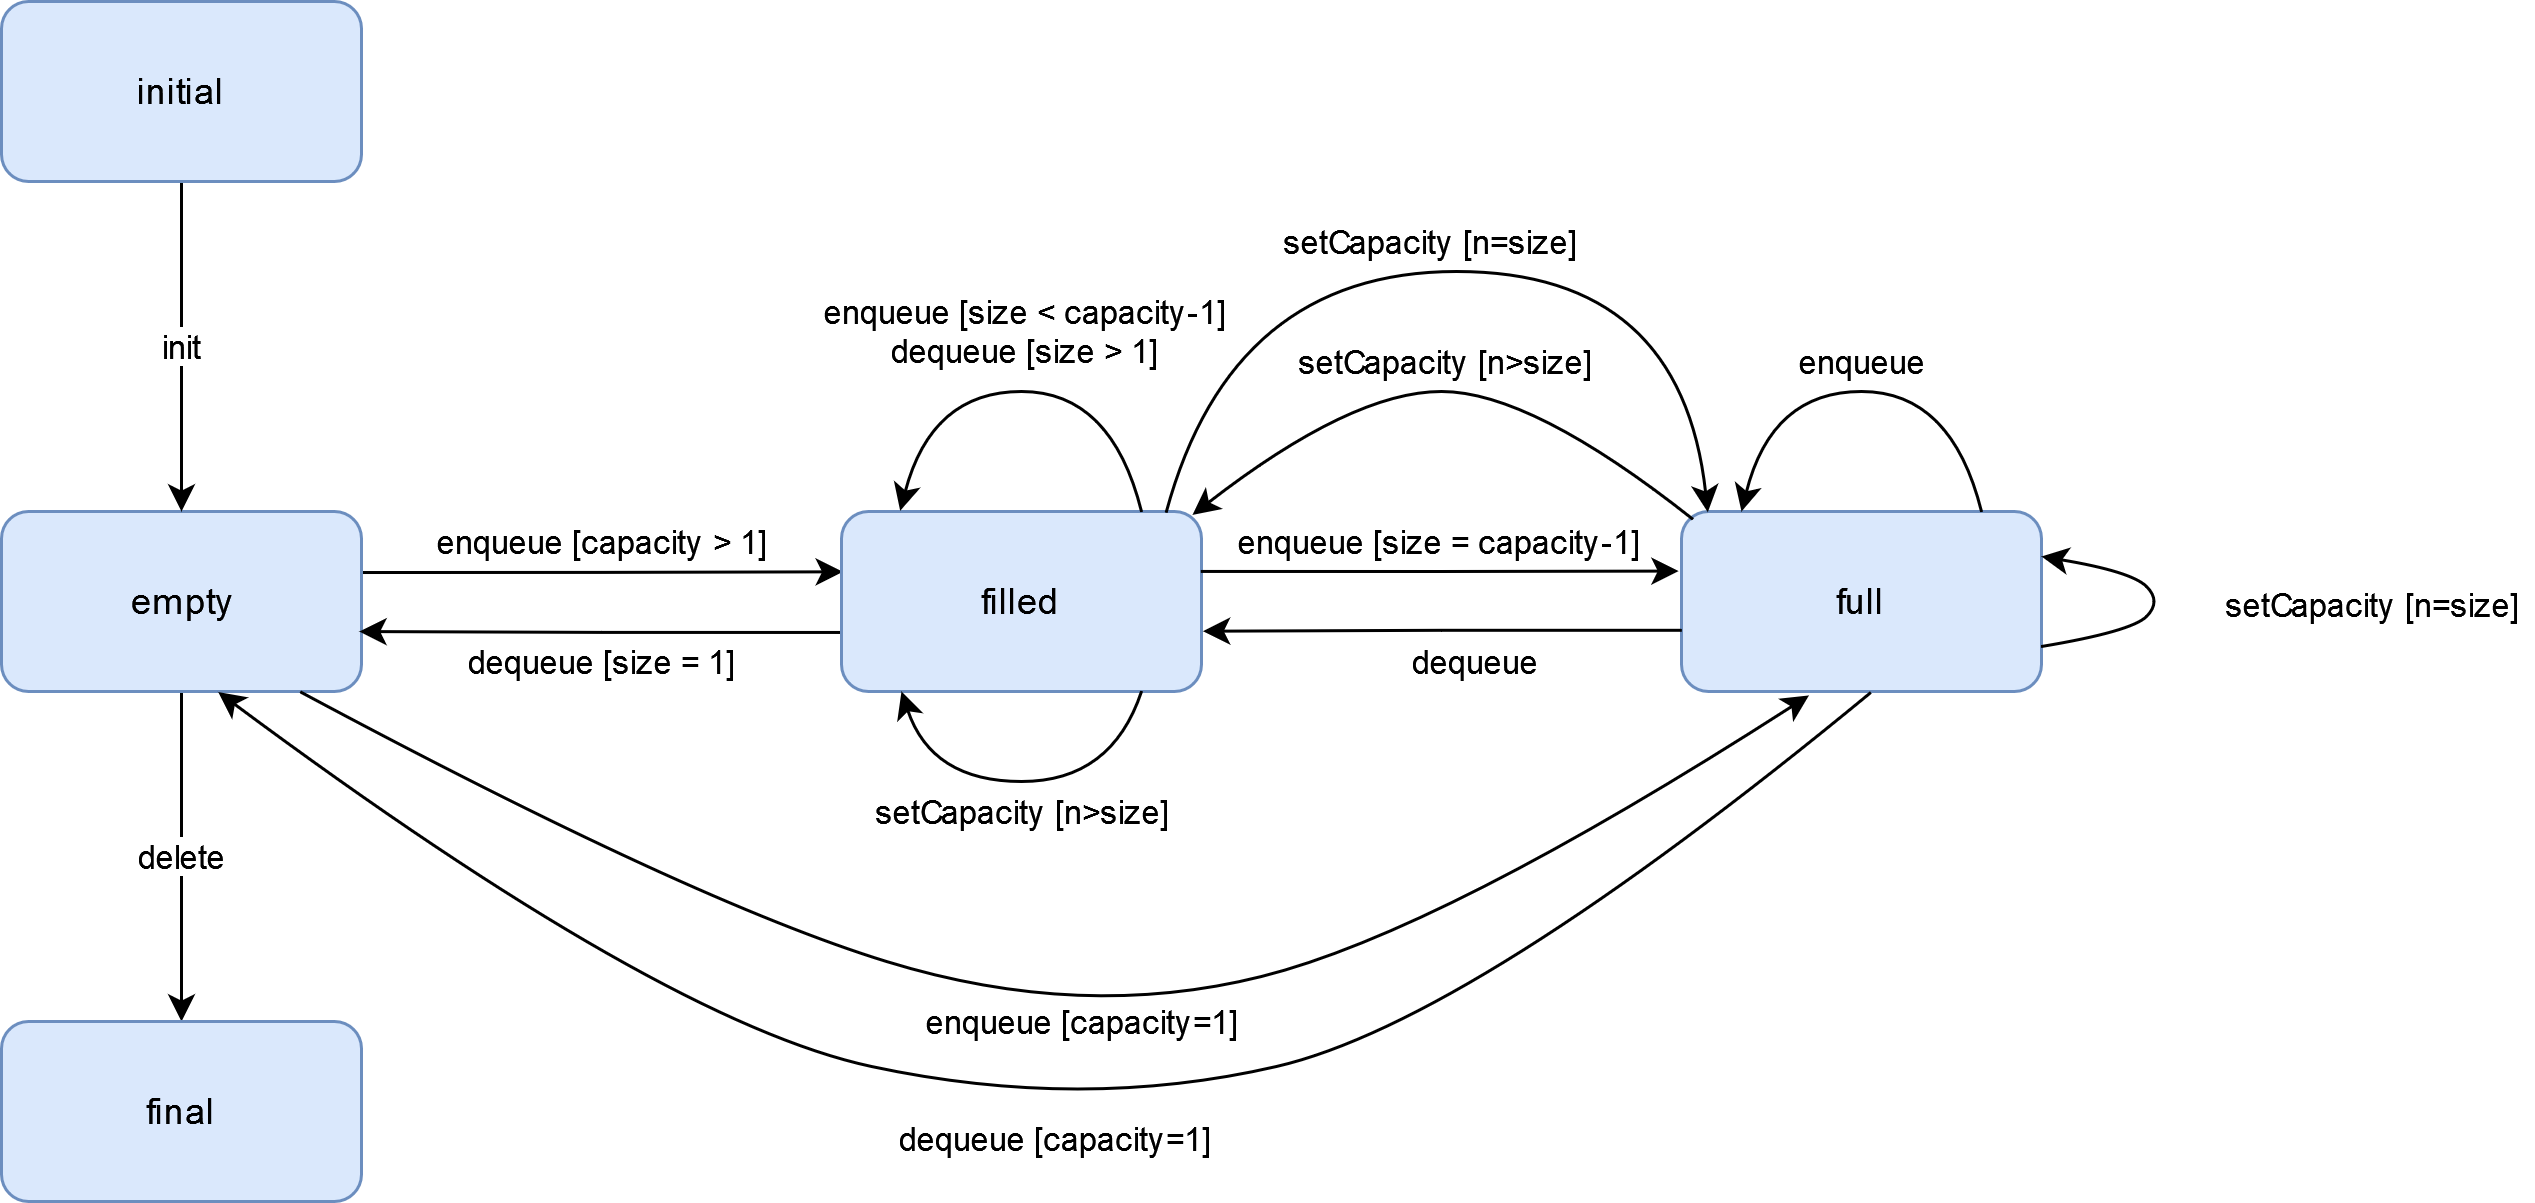 initial
init
setCapacity [n=size]
enqueue [size < capacity-1]
dequeue [size > 1]
setCapacity [n>size]
enqueue
enqueue [capacity > 1]
enqueue [size = capacity-1]
empty
filled
full
setCapacity [n=size]
dequeue [size = 1]
dequeue
setCapacity [n>size]
delete
enqueue [capacity=1]
final
dequeue [capacity=1]